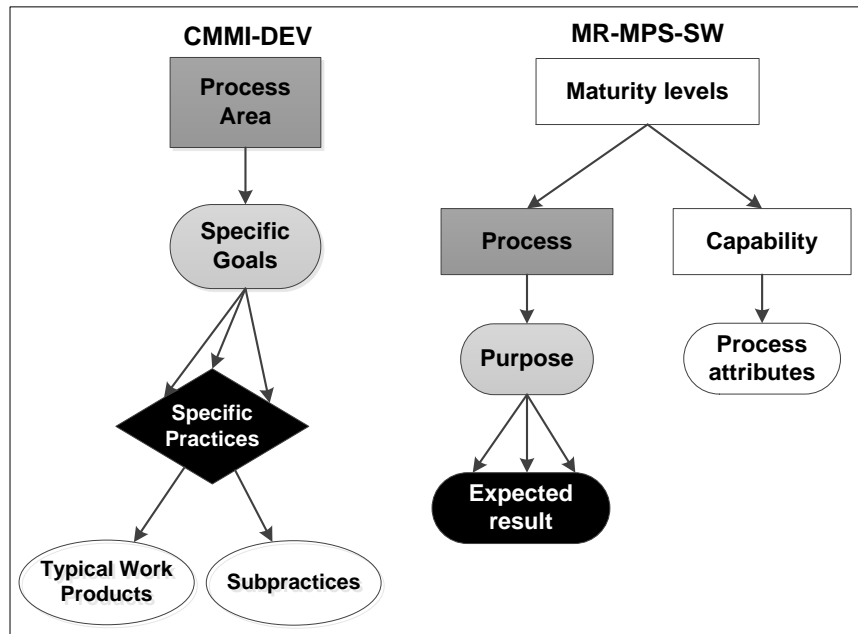 CMMI-DEV
Process
Area
Specific
Goals
Specific
Practices
Typical Work
Products
Subpractices
MR-MPS-SW
Maturity levels
Process
Capability
Purpose
Process
attributes
Expected
result